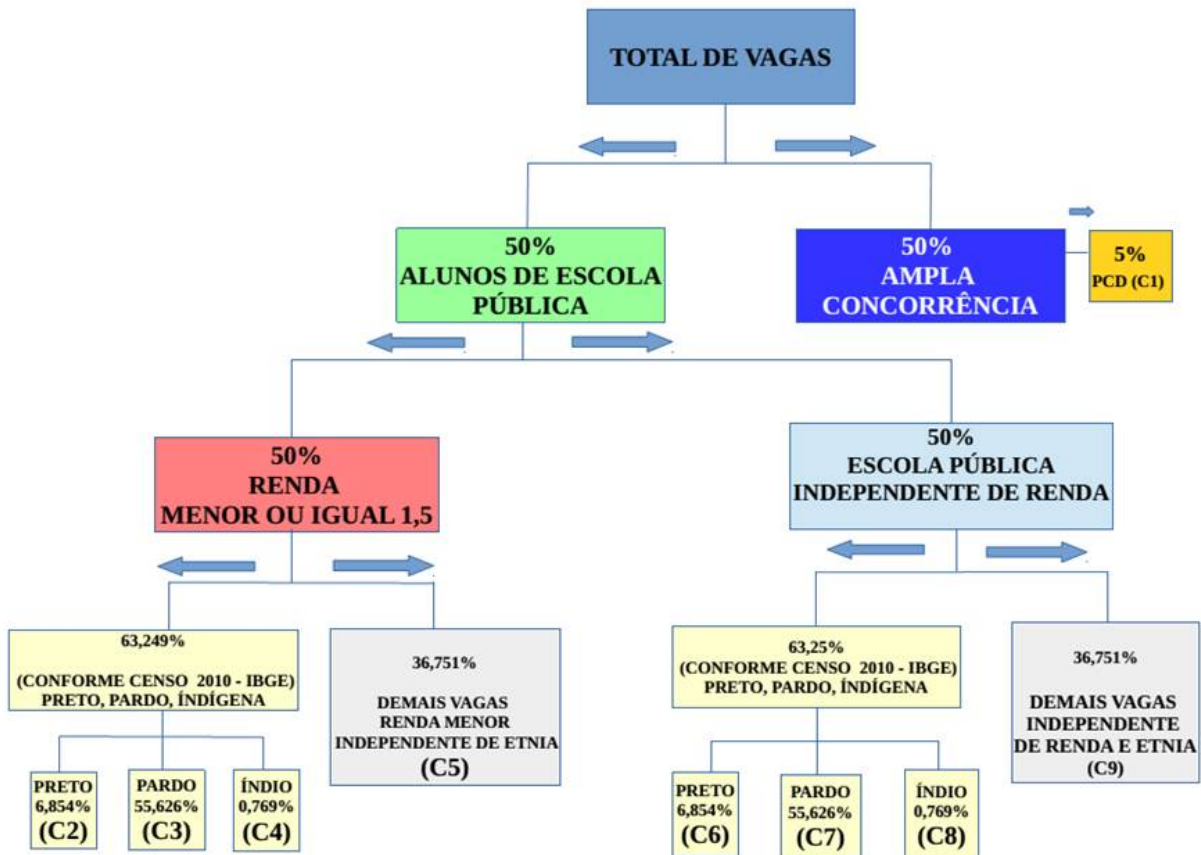 TOTAL DE VAGAS
50%
ALUNOS DE ESCOLA
PÚBLICA
50%
AMPLA
CONCORRÊNCIA
5%
PCD (C1)
50%
RENDA
MENOR OU IGUAL 1,5
50%
ESCOLA PÚBLICA
INDEPENDENTE DE RENDA
63,249%
(CONFORME CENSO 2010 - IBGE)
PRETO, PARDO, ÍNDÍGENA
36,751%
DEMAIS VAGAS
RENDA MENOR
INDEPENDENTE DE ETNIA
(C5)
63,25%
(CONFORME CENSO 2010 - IBGE)
PRETO, PARDO, ÍNDÍGENA
36,751%
DEMAIS VAGAS
INDEPENDENTE
DE RENDA E ETNIA
(C9)
PRETO
6,854%
(C2)
PARDO
55,626%
(C3)
ÍNDIO
0,769%
(C4)
PRETO
6,854%
(C6)
PARDO
55,626%
(C7)
ÍNDIO
0,769%
(C8)